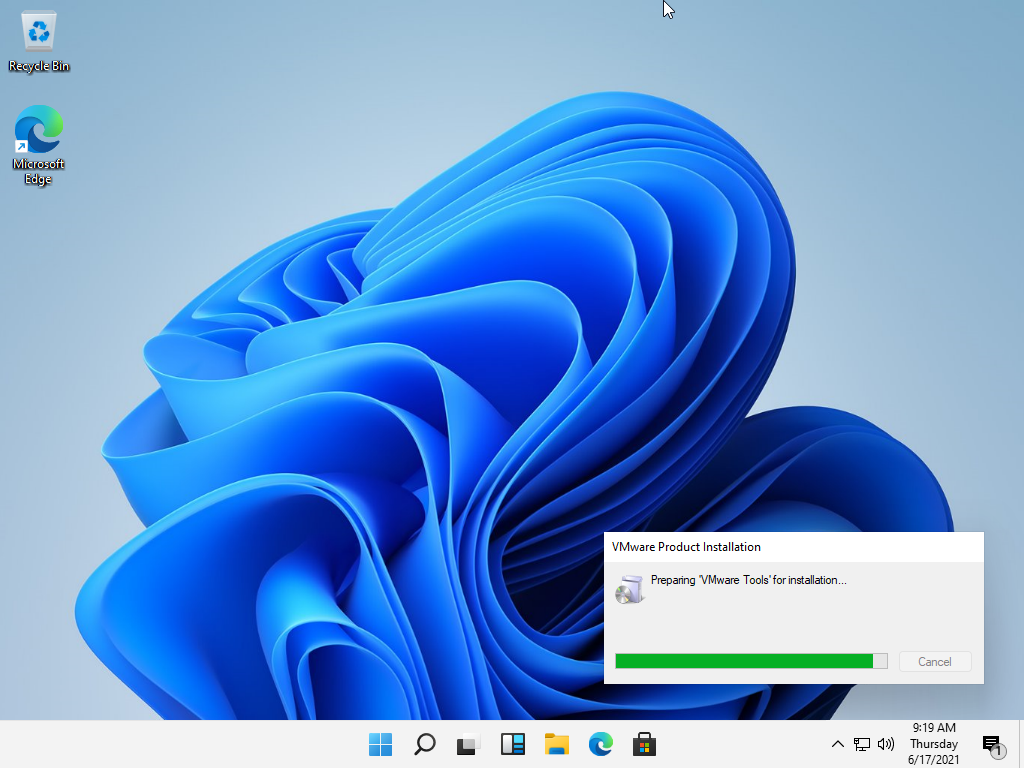 Recycle Bin
Microsoft
Edge
VMware Product Installation
Preparing 'VMware Tools' for installation...
Cancel
9:19 AM
Thursday
6/17/2021
1